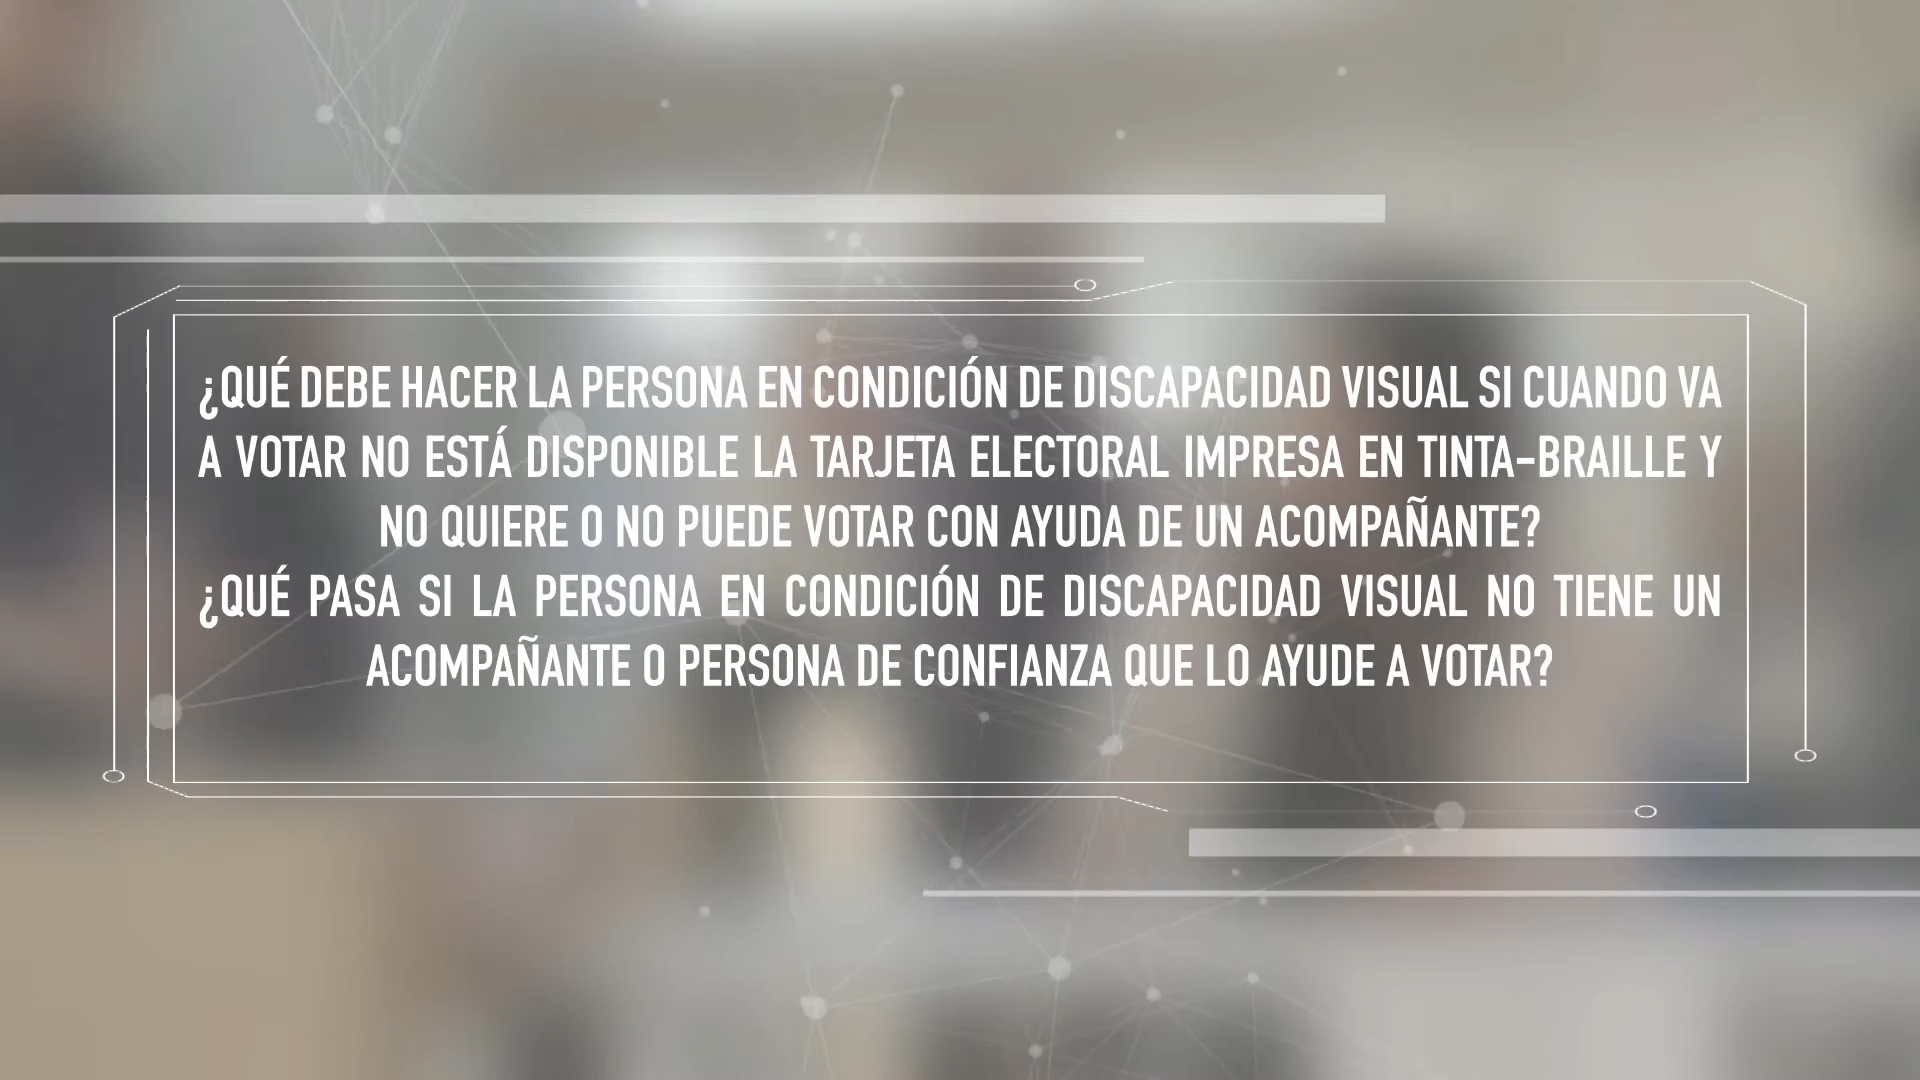 ¿QUÉ DEBE HACER LA PERSONA EN CONDICIÓN DE DISCAPACIDAD VISUAL SI CUANDO VA
A VOTAR NO ESTÁ DISPONIBLE LA TARJETA ELECTORAL IMPRESA EN TINTA-BRAILLE Y
NO QUIERE O NO PUEDE VOTAR CON AYUDA DE UN ACOMPAÑANTE?
¿QUÉ PASA SI LA PERSONA EN CONDICIÓN DE DISCAPACIDAD VISUAL NO TIENE UN
ACOMPAÑANTE O PERSONA DE CONFIANZA QUE LO AYUDE A VOTAR?